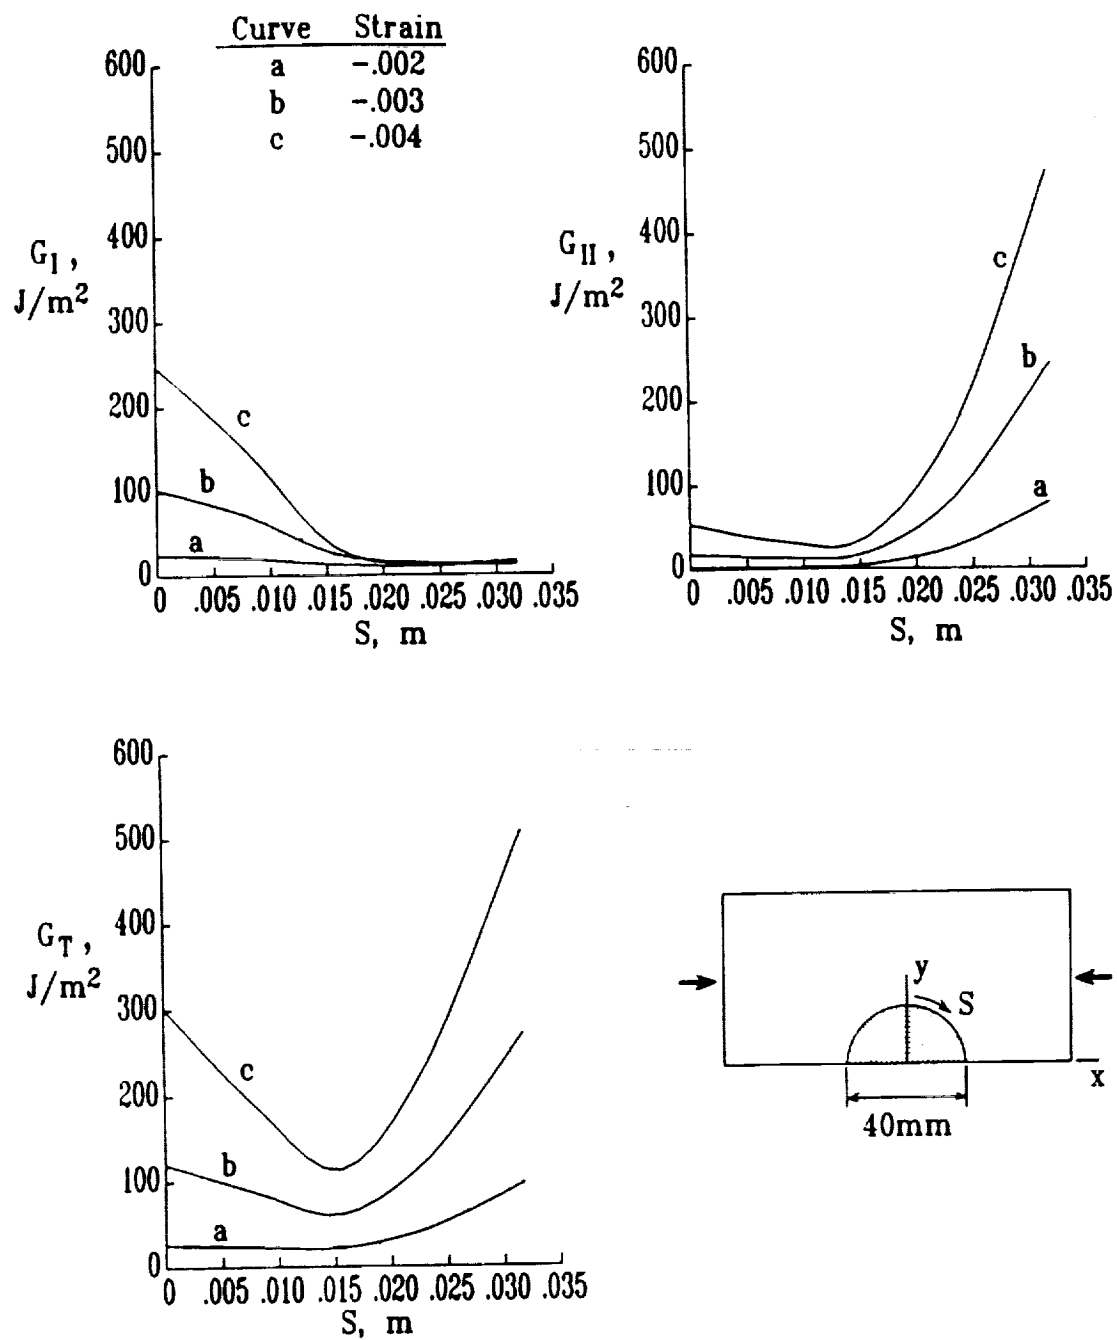 Curve Strain
a -.002
b -.003
c -.004
600
500
400
300
200
100
0
G_I ,
J/m²
c
b
a
0 .005 .010 .015 .020 .025 .030 .035
S, m
600
500
400
300
200
100
0
G_II ,
J/m²
c
b
a
0 .005 .010 .015 .020 .025 .030 .035
S, m
600
500
400
300
200
100
0
G_T ,
J/m²
c
b
a
0 .005 .010 .015 .020 .025 .030 .035
S, m
y
S
x
40mm